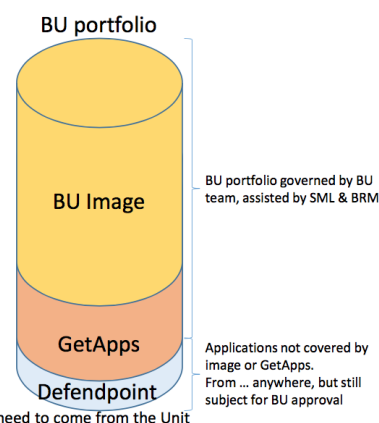 BU portfolio
BU Image
BU portfolio governed by BU
team, assisted by SML & BRM
GetApps
Applications not covered by
image or GetApps.
From ... anywhere, but still
subject for BU approval
Defendpoint
need to come from the Unit